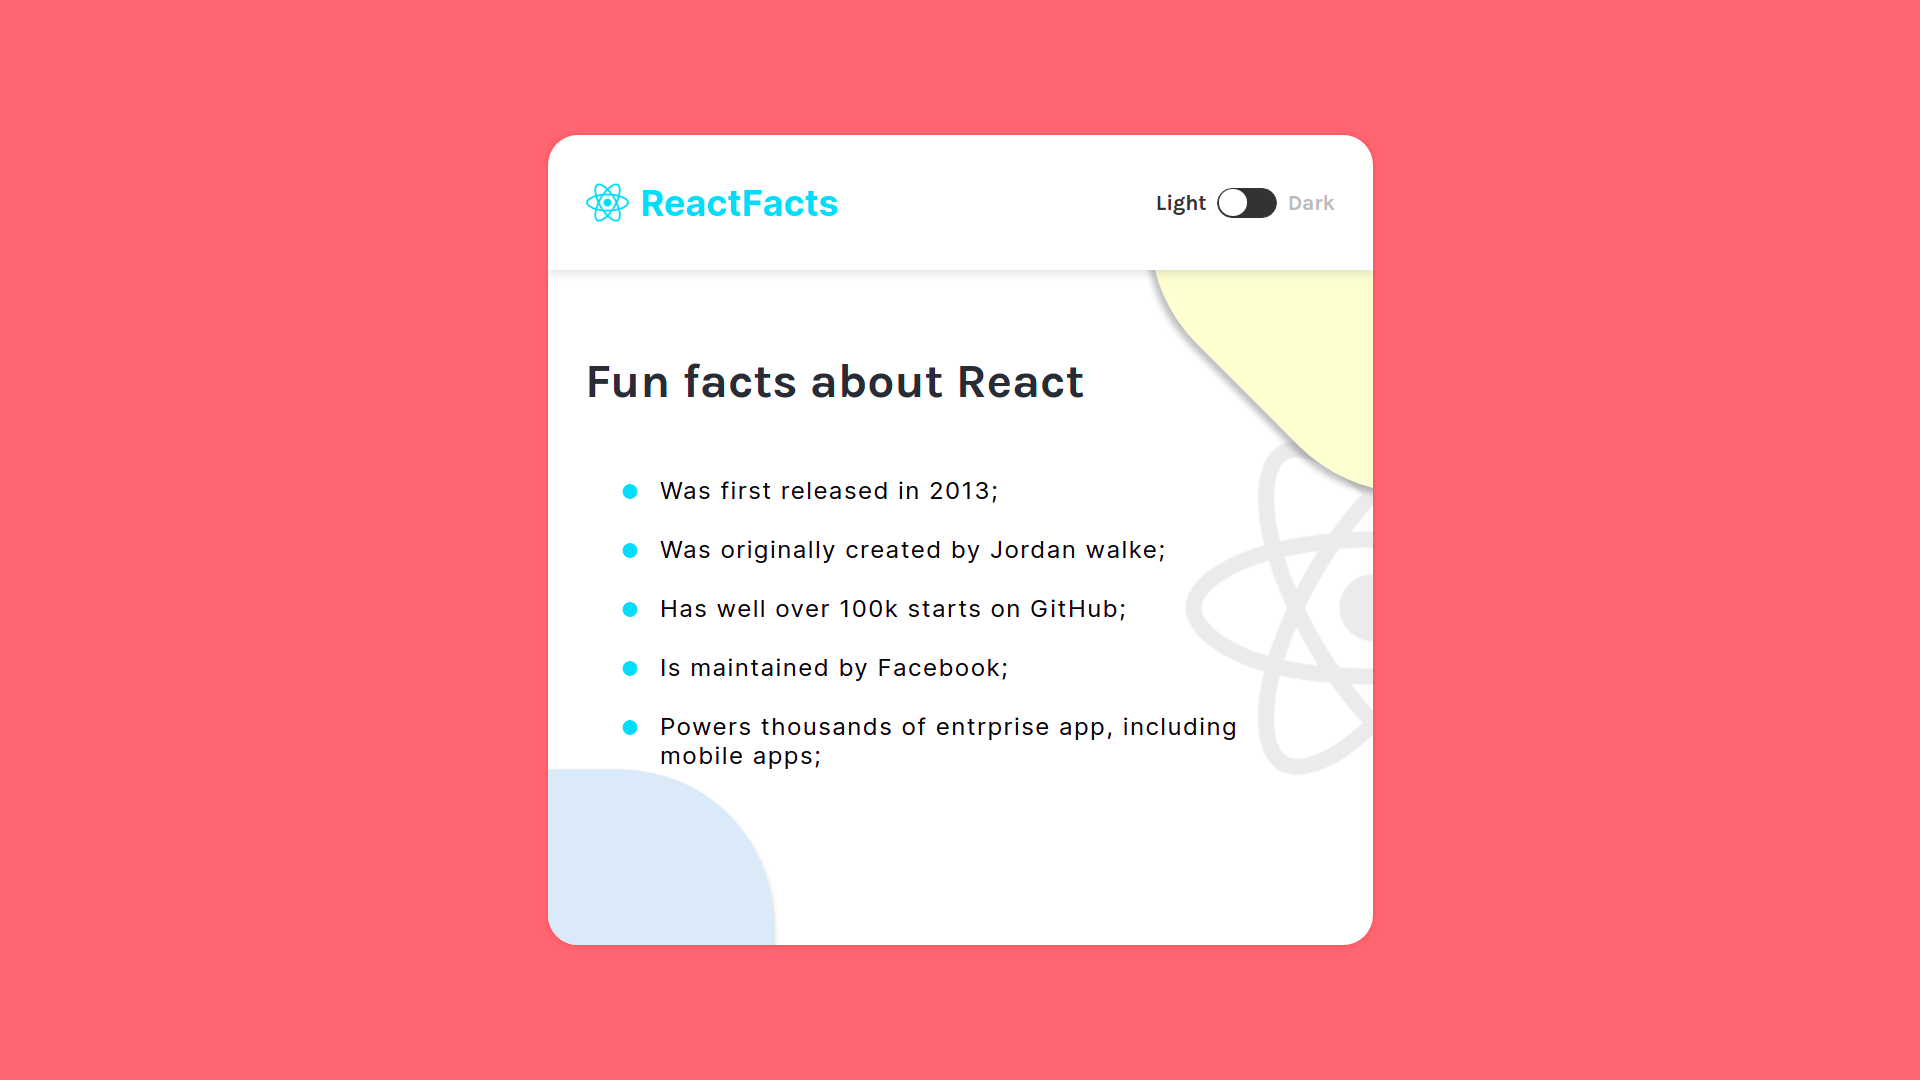 ReactFacts
Light Dark
Fun facts about React
Was first released in 2013;
Was originally created by Jordan walke;
Has well over 100k starts on GitHub;
Is maintained by Facebook;
Powers thousands of entrprise app, including
mobile apps;